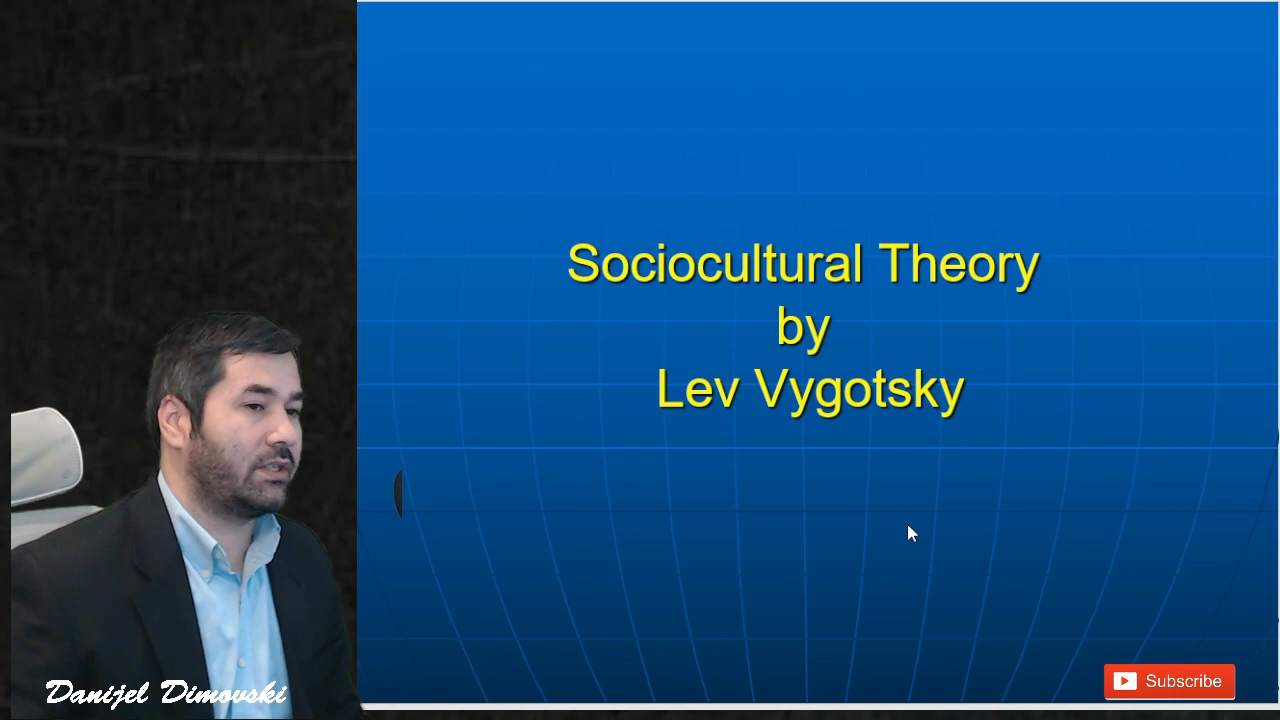 Sociocultural Theory
by
Lev Vygotsky
Danijel Dimovski
Subscribe